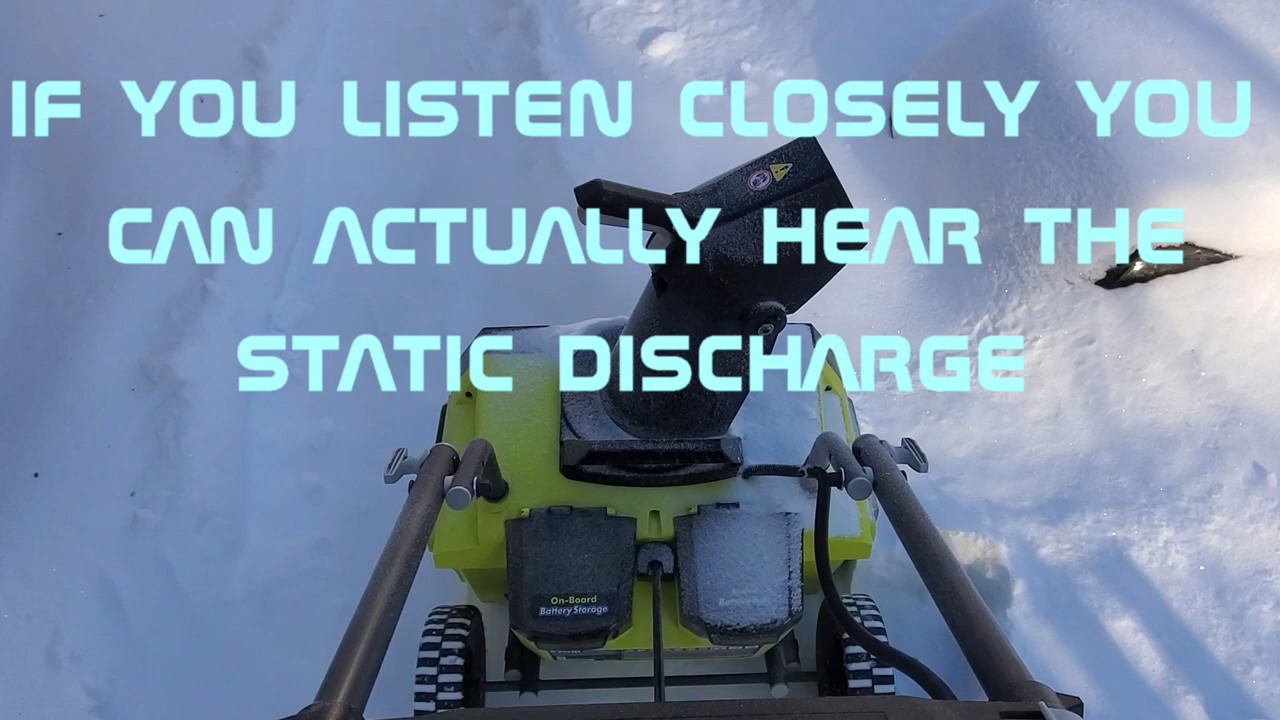 IF YOU LISTEN CLOSELY YOU
CAN ACTUALLY HEAR THE
STATIC DISCHARGE
On-Board
Battery Storage